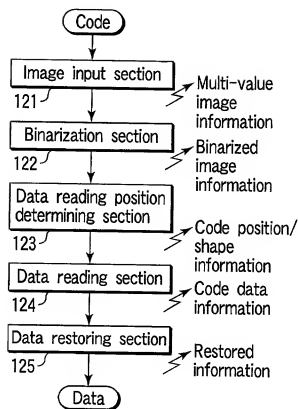 Code
Image input section
121
Multi-value
image
information
Binarization section
122
Binarized
image
information
Data reading position
determining section
123
Code position/
shape
information
Data reading section
124
Code data
information
Data restoring section
125
Restored
information
Data